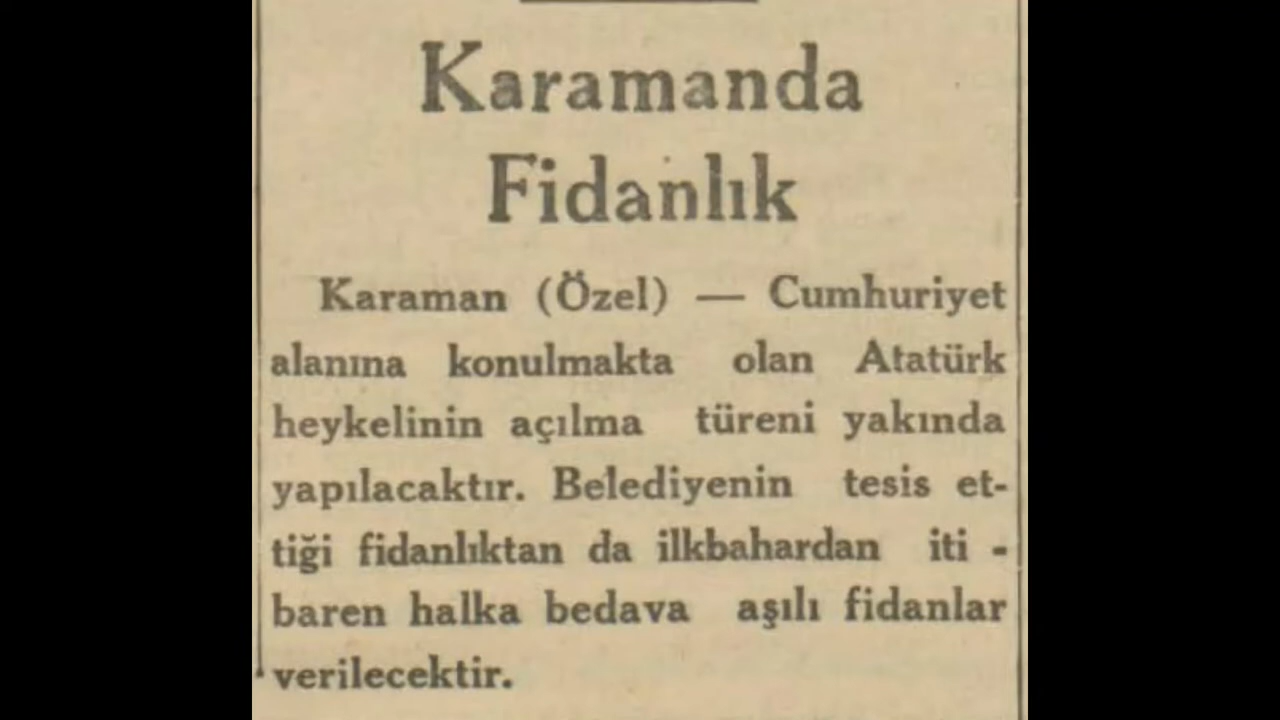 Karamanda
Fidanlık
Karaman (Özel) — Cumhuriyet
alanına konulmakta olan Atatürk
heykelinin açılma türeni yakında
yapılacaktır. Belediyenin tesis et-
tiği fidanlıktan da ilkbahardan iti -
baren halka bedava aşılı fidanlar
verilecektir.